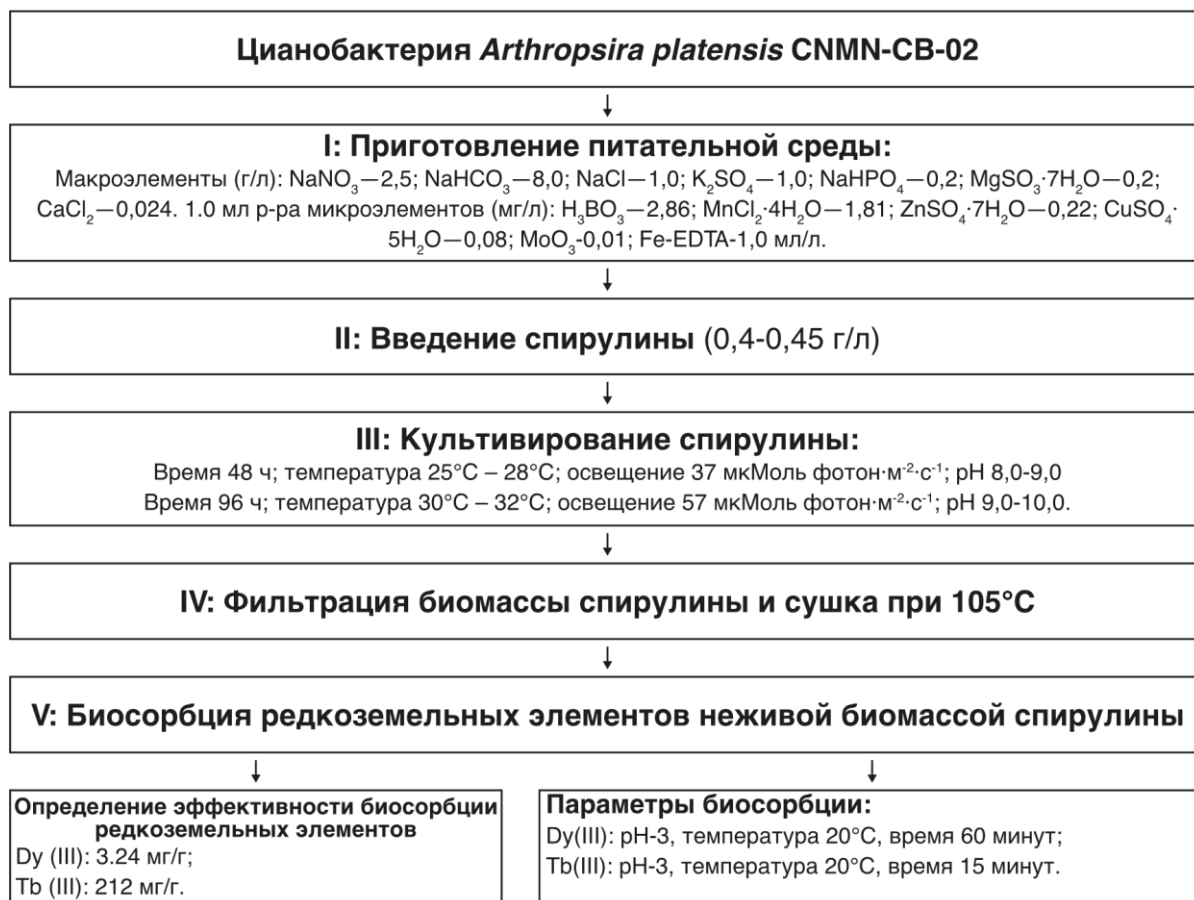 Цианобактерия Arthropsira platensis CNMN-CB-02
I: Приготовление питательной среды:
Макроэлементы (г/л): NaNO₃—2,5; NaHCO₃—8,0; NaCl—1,0; K₂SO₄—1,0; NaHPO₄—0,2; MgSO₃·7H₂O—0,2;
CaCl₂—0,024. 1.0 мл р-ра микроэлементов (мг/л): H₃BO₃—2,86; MnCl₂·4H₂O—1,81; ZnSO₄·7H₂O—0,22; CuSO₄·
5H₂O—0,08; MoO₃-0,01; Fe-EDTA-1,0 мл/л.
II: Введение спирулины (0,4-0,45 г/л)
III: Культивирование спирулины:
Время 48 ч; температура 25°C – 28°C; освещение 37 мкМоль фотон·м⁻²·с⁻¹; pH 8,0-9,0
Время 96 ч; температура 30°C – 32°C; освещение 57 мкМоль фотон·м⁻²·с⁻¹; pH 9,0-10,0.
IV: Фильтрация биомассы спирулины и сушка при 105°C
V: Биосорбция редкоземельных элементов неживой биомассой спирулины
Определение эффективности биосорбции
редкоземельных элементов
Dy (III): 3.24 мг/г;
Tb (III): 212 мг/г.
Параметры биосорбции:
Dy(III): pH-3, температура 20°C, время 60 минут;
Tb(III): pH-3, температура 20°C, время 15 минут.